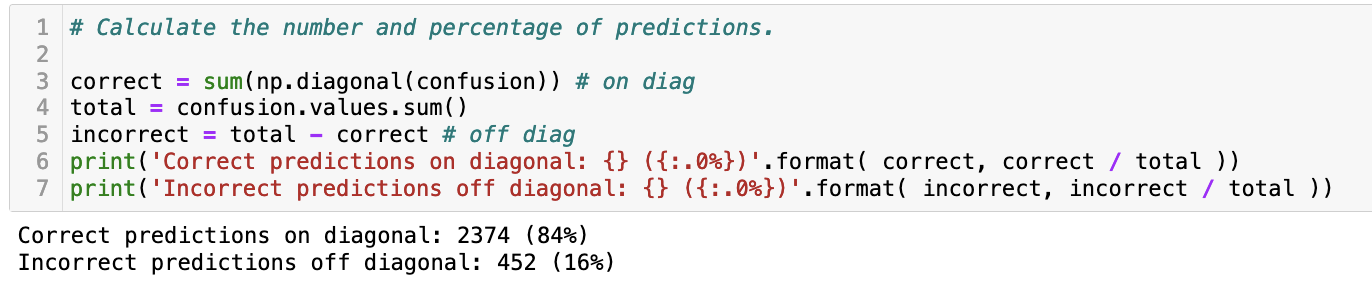 1 # Calculate the number and percentage of predictions.
2
3 correct = sum(np.diagonal(confusion)) # on diag
4 total = confusion.values.sum()
5 incorrect = total - correct # off diag
6 print('Correct predictions on diagonal: {} ({:.0%})'.format( correct, correct / total ))
7 print('Incorrect predictions off diagonal: {} ({:.0%})'.format( incorrect, incorrect / total ))
Correct predictions on diagonal: 2374 (84%)
Incorrect predictions off diagonal: 452 (16%)